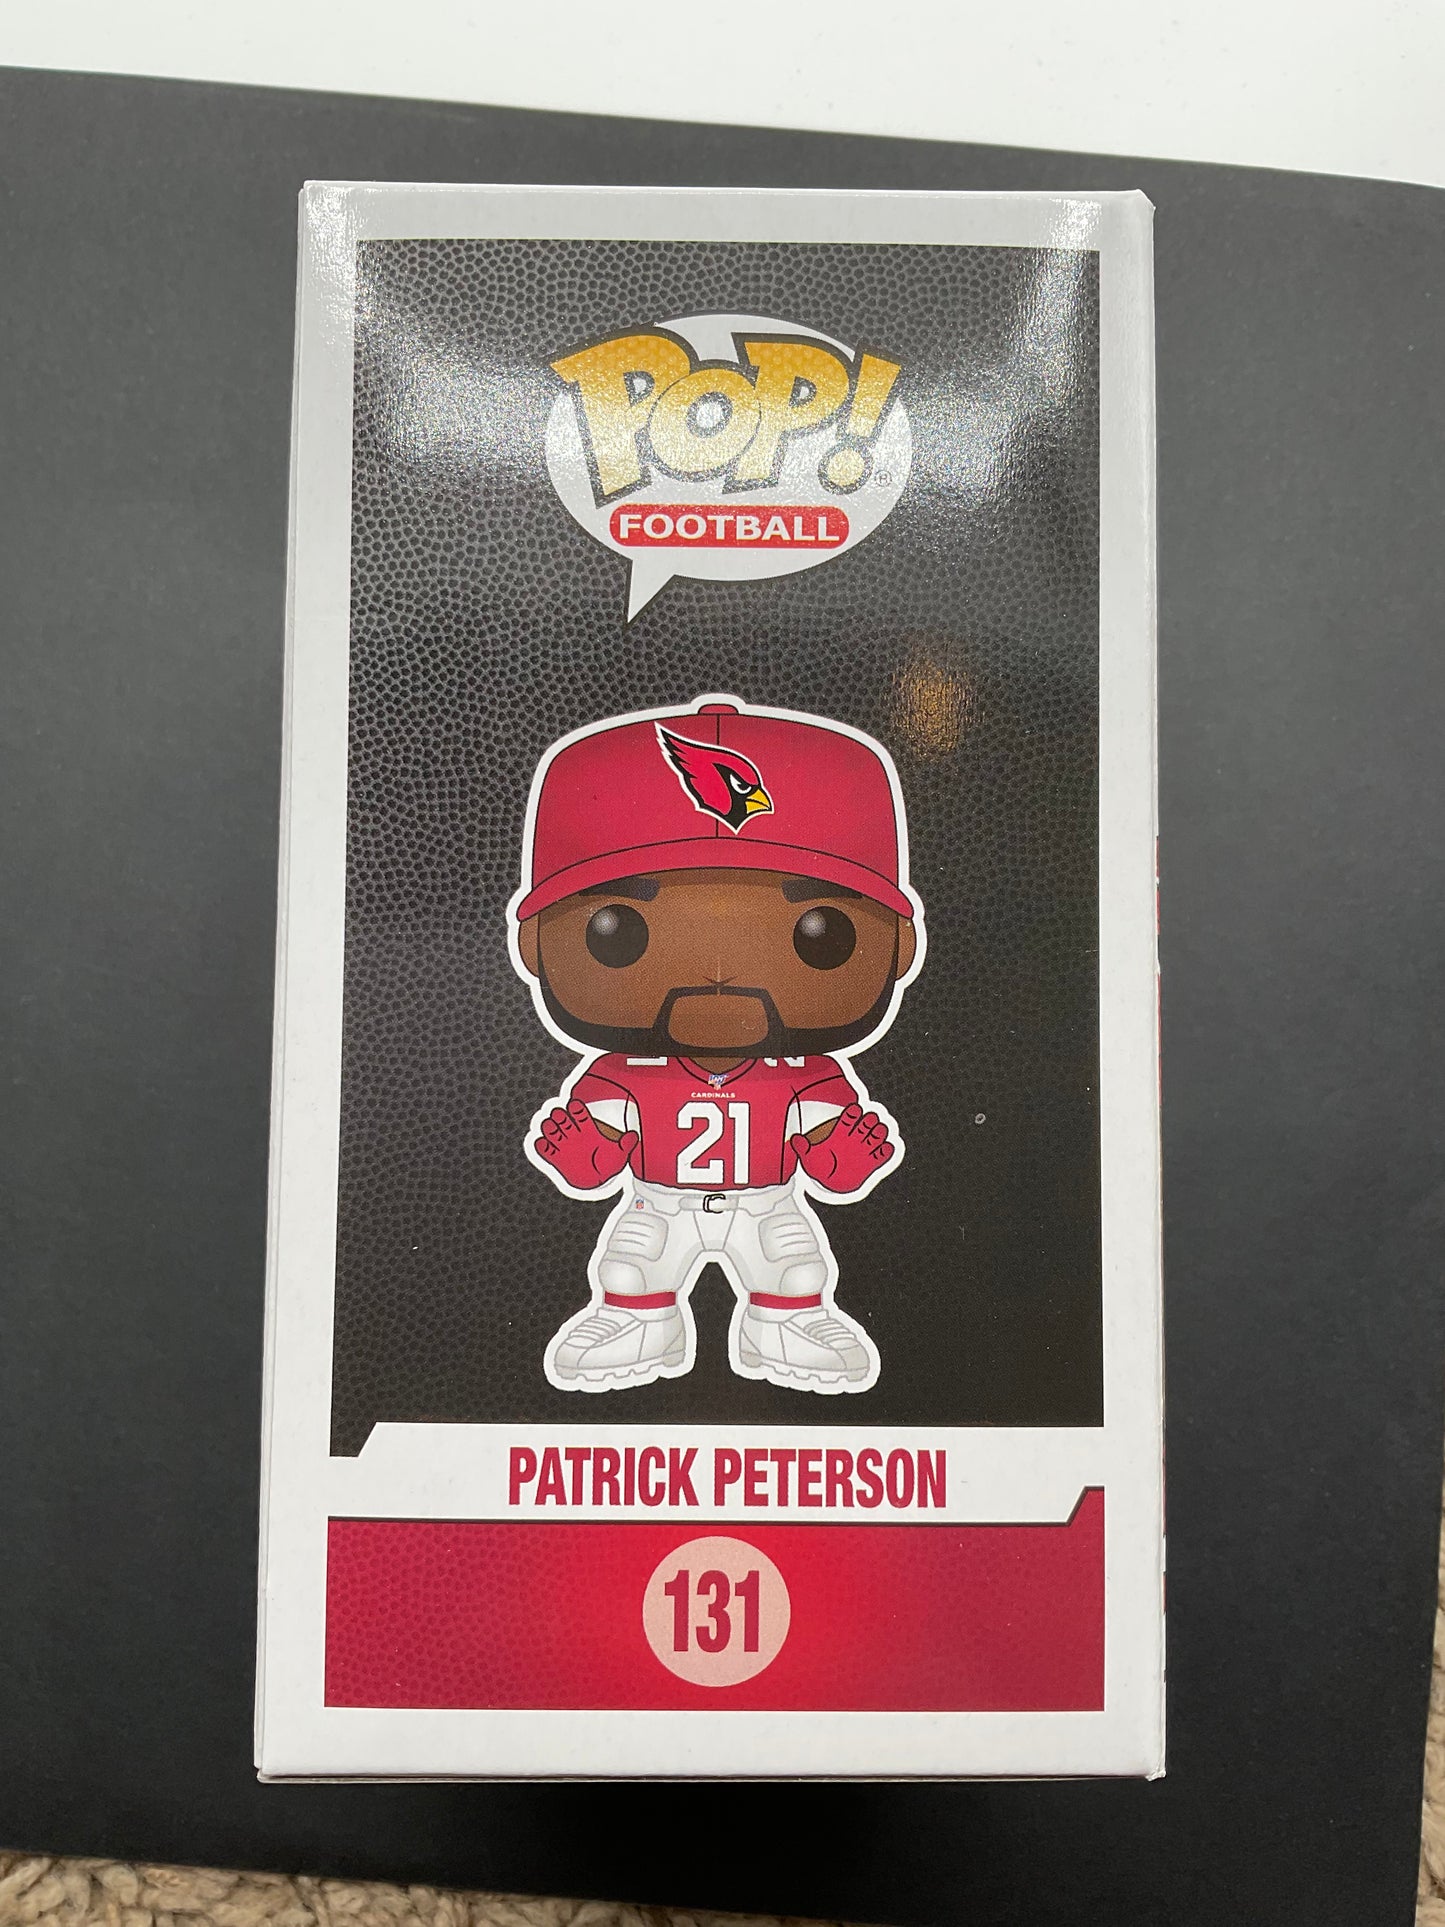 POP!
®
FOOTBALL
CARDINALS
21
PATRICK PETERSON
131